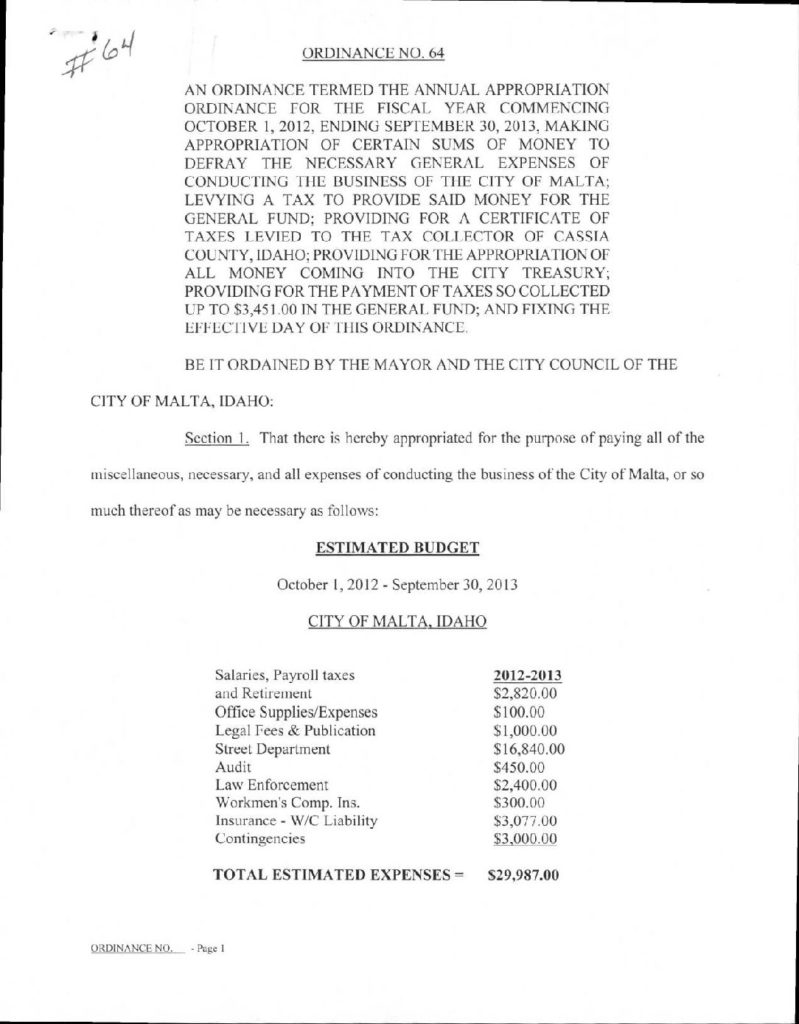 #64
ORDINANCE NO. 64
AN ORDINANCE TERMED THE ANNUAL APPROPRIATION
ORDINANCE FOR THE FISCAL YEAR COMMENCING
OCTOBER 1, 2012, ENDING SEPTEMBER 30, 2013, MAKING
APPROPRIATION OF CERTAIN SUMS OF MONEY TO
DEFRAY THE NECESSARY GENERAL EXPENSES OF
CONDUCTING THE BUSINESS OF THE CITY OF MALTA;
LEVYING A TAX TO PROVIDE SAID MONEY FOR THE
GENERAL FUND; PROVIDING FOR A CERTIFICATE OF
TAXES LEVIED TO THE TAX COLLECTOR OF CASSIA
COUNTY, IDAHO; PROVIDING FOR THE APPROPRIATION OF
ALL MONEY COMING INTO THE CITY TREASURY;
PROVIDING FOR THE PAYMENT OF TAXES SO COLLECTED
UP TO $3,451.00 IN THE GENERAL FUND; AND FIXING THE
EFFECTIVE DAY OF THIS ORDINANCE.
BE IT ORDAINED BY THE MAYOR AND THE CITY COUNCIL OF THE
CITY OF MALTA, IDAHO:
Section 1. That there is hereby appropriated for the purpose of paying all of the
miscellaneous, necessary, and all expenses of conducting the business of the City of Malta, or so
much thereof as may be necessary as follows:
ESTIMATED BUDGET
October 1, 2012 - September 30, 2013
CITY OF MALTA, IDAHO
Salaries, Payroll taxes 2012-2013
and Retirement $2,820.00
Office Supplies/Expenses $100.00
Legal Fees & Publication $1,000.00
Street Department $16,840.00
Audit $450.00
Law Enforcement $2,400.00
Workmen's Comp. Ins. $300.00
Insurance - W/C Liability $3,077.00
Contingencies $3,000.00
TOTAL ESTIMATED EXPENSES = $29,987.00
ORDINANCE NO. ___ - Page 1